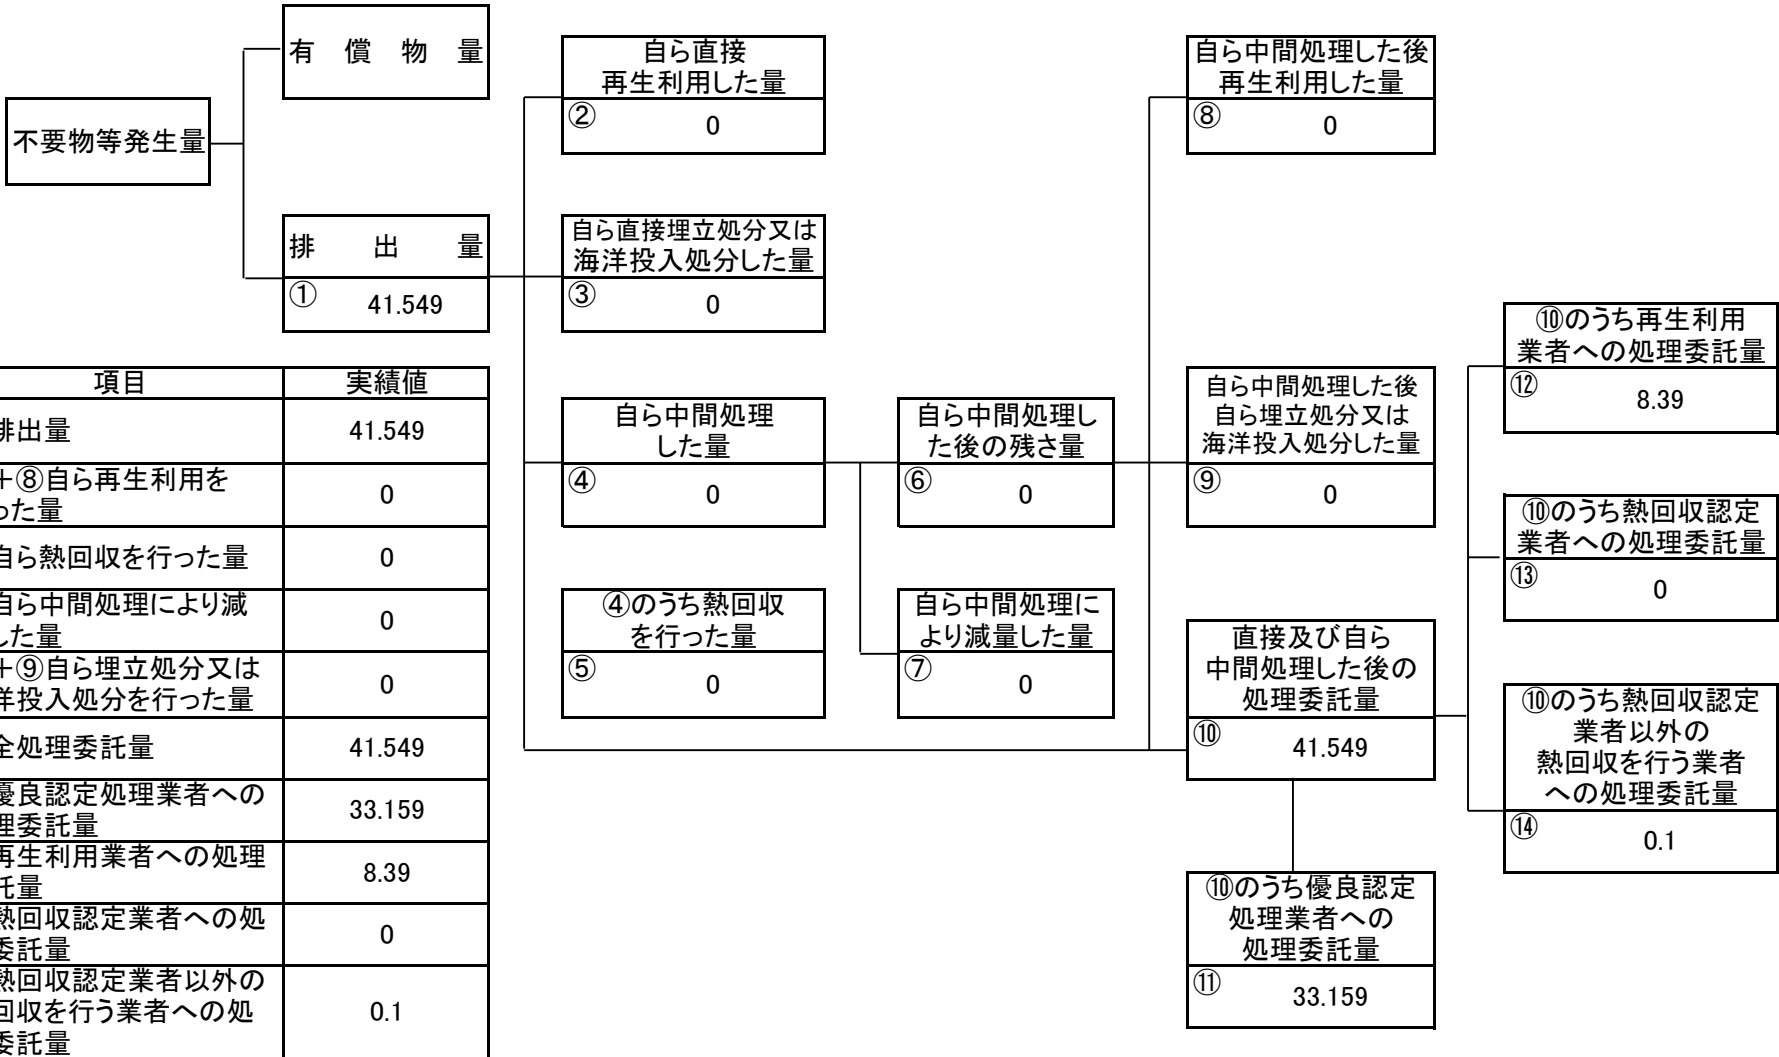 有償物量
不要物等発生量
排出量
① 41.549
自ら直接
再生利用した量
② 0
自ら直接埋立処分又は
海洋投入処分した量
③ 0
自ら中間処理
した量
④ 0
④のうち熱回収
を行った量
⑤ 0
自ら中間処理し
た後の残さ量
⑥ 0
自ら中間処理に
より減量した量
⑦ 0
自ら中間処理した後
再生利用した量
⑧ 0
自ら中間処理した後
自ら埋立処分又は
海洋投入処分した量
⑨ 0
直接及び自ら
中間処理した後の
処理委託量
⑩ 41.549
⑩のうち優良認定
処理業者への
処理委託量
⑪ 33.159
⑩のうち再生利用
業者への処理委託量
⑫ 8.39
⑩のうち熱回収認定
業者への処理委託量
⑬ 0
⑩のうち熱回収認定
業者以外の
熱回収を行う業者
への処理委託量
⑭ 0.1
項目 実績値
排出量 41.549
+⑧自ら再生利用を
った量 0
自ら熱回収を行った量 0
自ら中間処理により減
した量 0
+⑨自ら埋立処分又は
洋投入処分を行った量 0
全処理委託量 41.549
優良認定処理業者への
理委託量 33.159
再生利用業者への処理
託量 8.39
熱回収認定業者への処
委託量 0
熱回収認定業者以外の
回収を行う業者への処
委託量 0.1